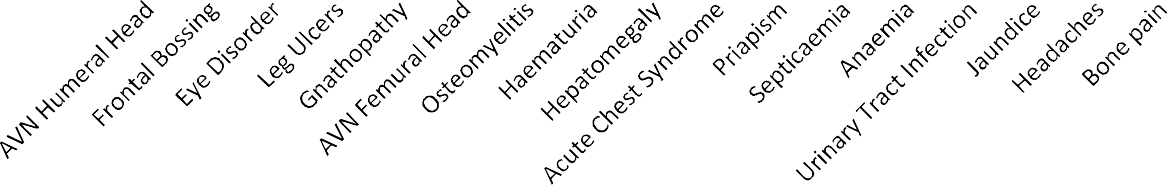 AVN Humeral Head
Frontal Bossing
Eye Disorder
Leg Ulcers
Gnathopathy
AVN Femural Head
Osteomyelitis
Haematuria
Hepatomegaly
Acute Chest Syndrome
Priapism
Septicaemia
Anaemia
Urinary Tract Infection
Jaundice
Headaches
Bone pain